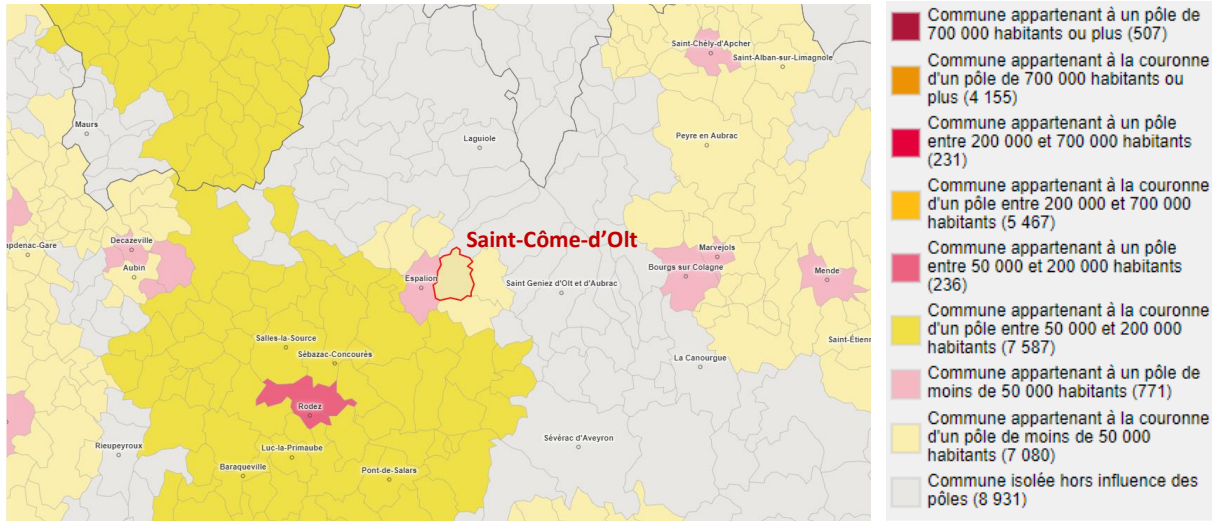 Saint-Chély-d'Apcher
Saint-Alban-sur-Limagnole
Maurs
Laguiole
Peyre en Aubrac
Saint-Côme-d'Olt
Decazeville
apdenac-Gare
Aubin
Espalion
Saint Geniez d'Olt et d'Aubrac
Marvejols
Bourgs sur Colagne
Mende
Salles-la-Source
Saint-Étienn
Sébazac-Concourès
La Canourgue
Rodez
Rieupeyroux
Luc-la-Primaube
Sévérac d'Aveyron
Baraqueville
Pont-de-Salars
Commune appartenant à un pôle de
700 000 habitants ou plus (507)
Commune appartenant à la couronne
d'un pôle de 700 000 habitants ou
plus (4 155)
Commune appartenant à un pôle
entre 200 000 et 700 000 habitants
(231)
Commune appartenant à la couronne
d'un pôle entre 200 000 et 700 000
habitants (5 467)
Commune appartenant à un pôle
entre 50 000 et 200 000 habitants
(236)
Commune appartenant à la couronne
d'un pôle entre 50 000 et 200 000
habitants (7 587)
Commune appartenant à un pôle de
moins de 50 000 habitants (771)
Commune appartenant à la couronne
d'un pôle de moins de 50 000
habitants (7 080)
Commune isolée hors influence des
pôles (8 931)